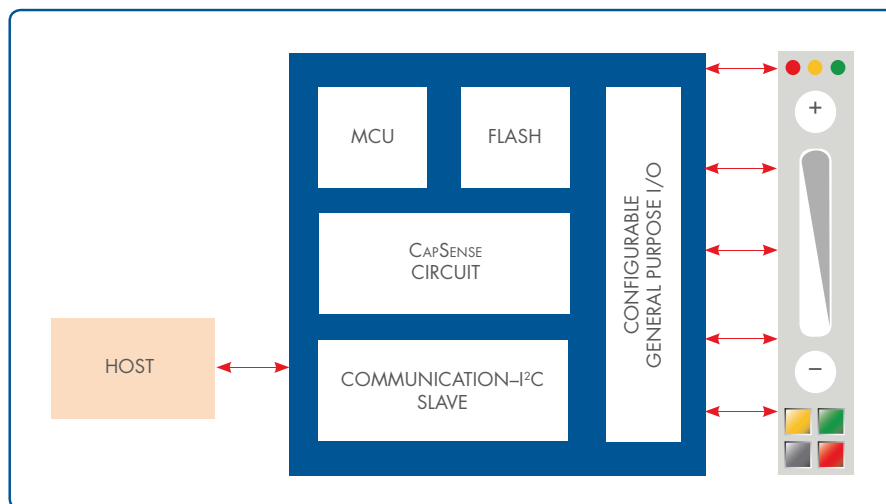 MCU
FLASH
CAPSENSE
CIRCUIT
COMMUNICATION–I²C
SLAVE
CONFIGURABLE
GENERAL PURPOSE I/O
HOST
+
–